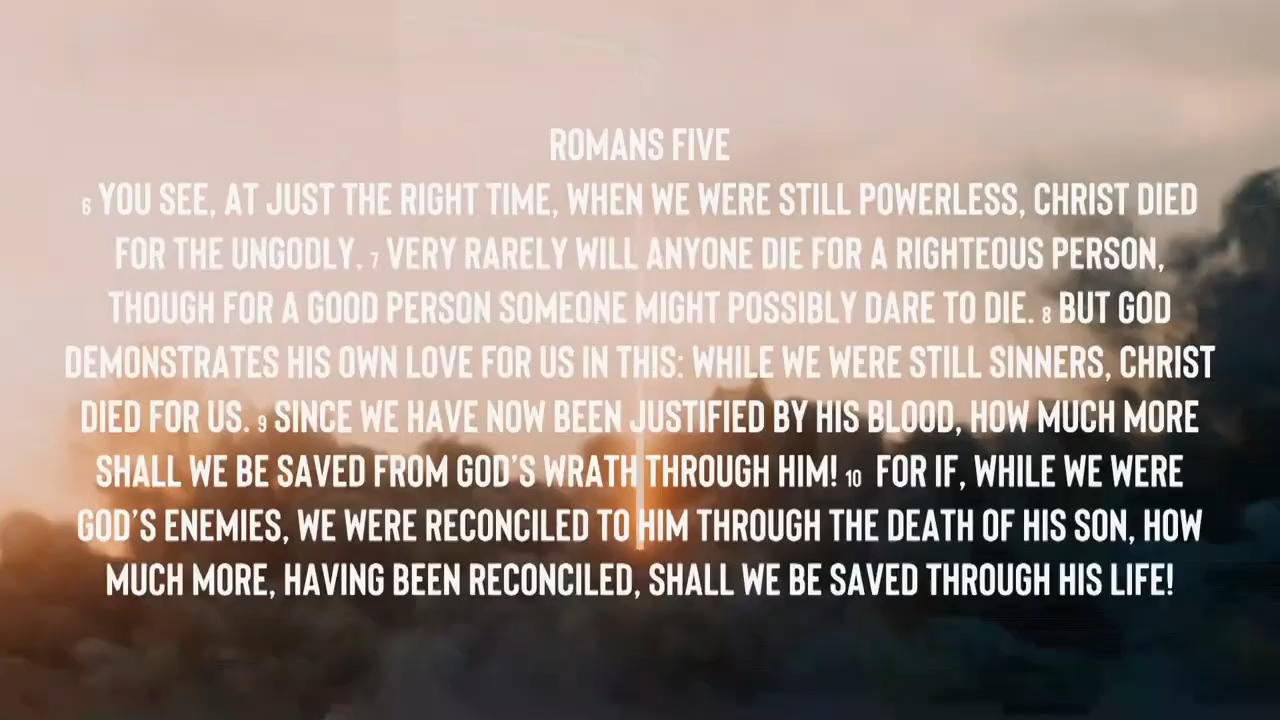 ROMANS FIVE
6 YOU SEE, AT JUST THE RIGHT TIME, WHEN WE WERE STILL POWERLESS, CHRIST DIED
FOR THE UNGODLY. 7 VERY RARELY WILL ANYONE DIE FOR A RIGHTEOUS PERSON,
THOUGH FOR A GOOD PERSON SOMEONE MIGHT POSSIBLY DARE TO DIE. 8 BUT GOD
DEMONSTRATES HIS OWN LOVE FOR US IN THIS: WHILE WE WERE STILL SINNERS, CHRIST
DIED FOR US. 9 SINCE WE HAVE NOW BEEN JUSTIFIED BY HIS BLOOD, HOW MUCH MORE
SHALL WE BE SAVED FROM GOD'S WRATH THROUGH HIM! 10 FOR IF, WHILE WE WERE
GOD'S ENEMIES, WE WERE RECONCILED TO HIM THROUGH THE DEATH OF HIS SON, HOW
MUCH MORE, HAVING BEEN RECONCILED, SHALL WE BE SAVED THROUGH HIS LIFE!